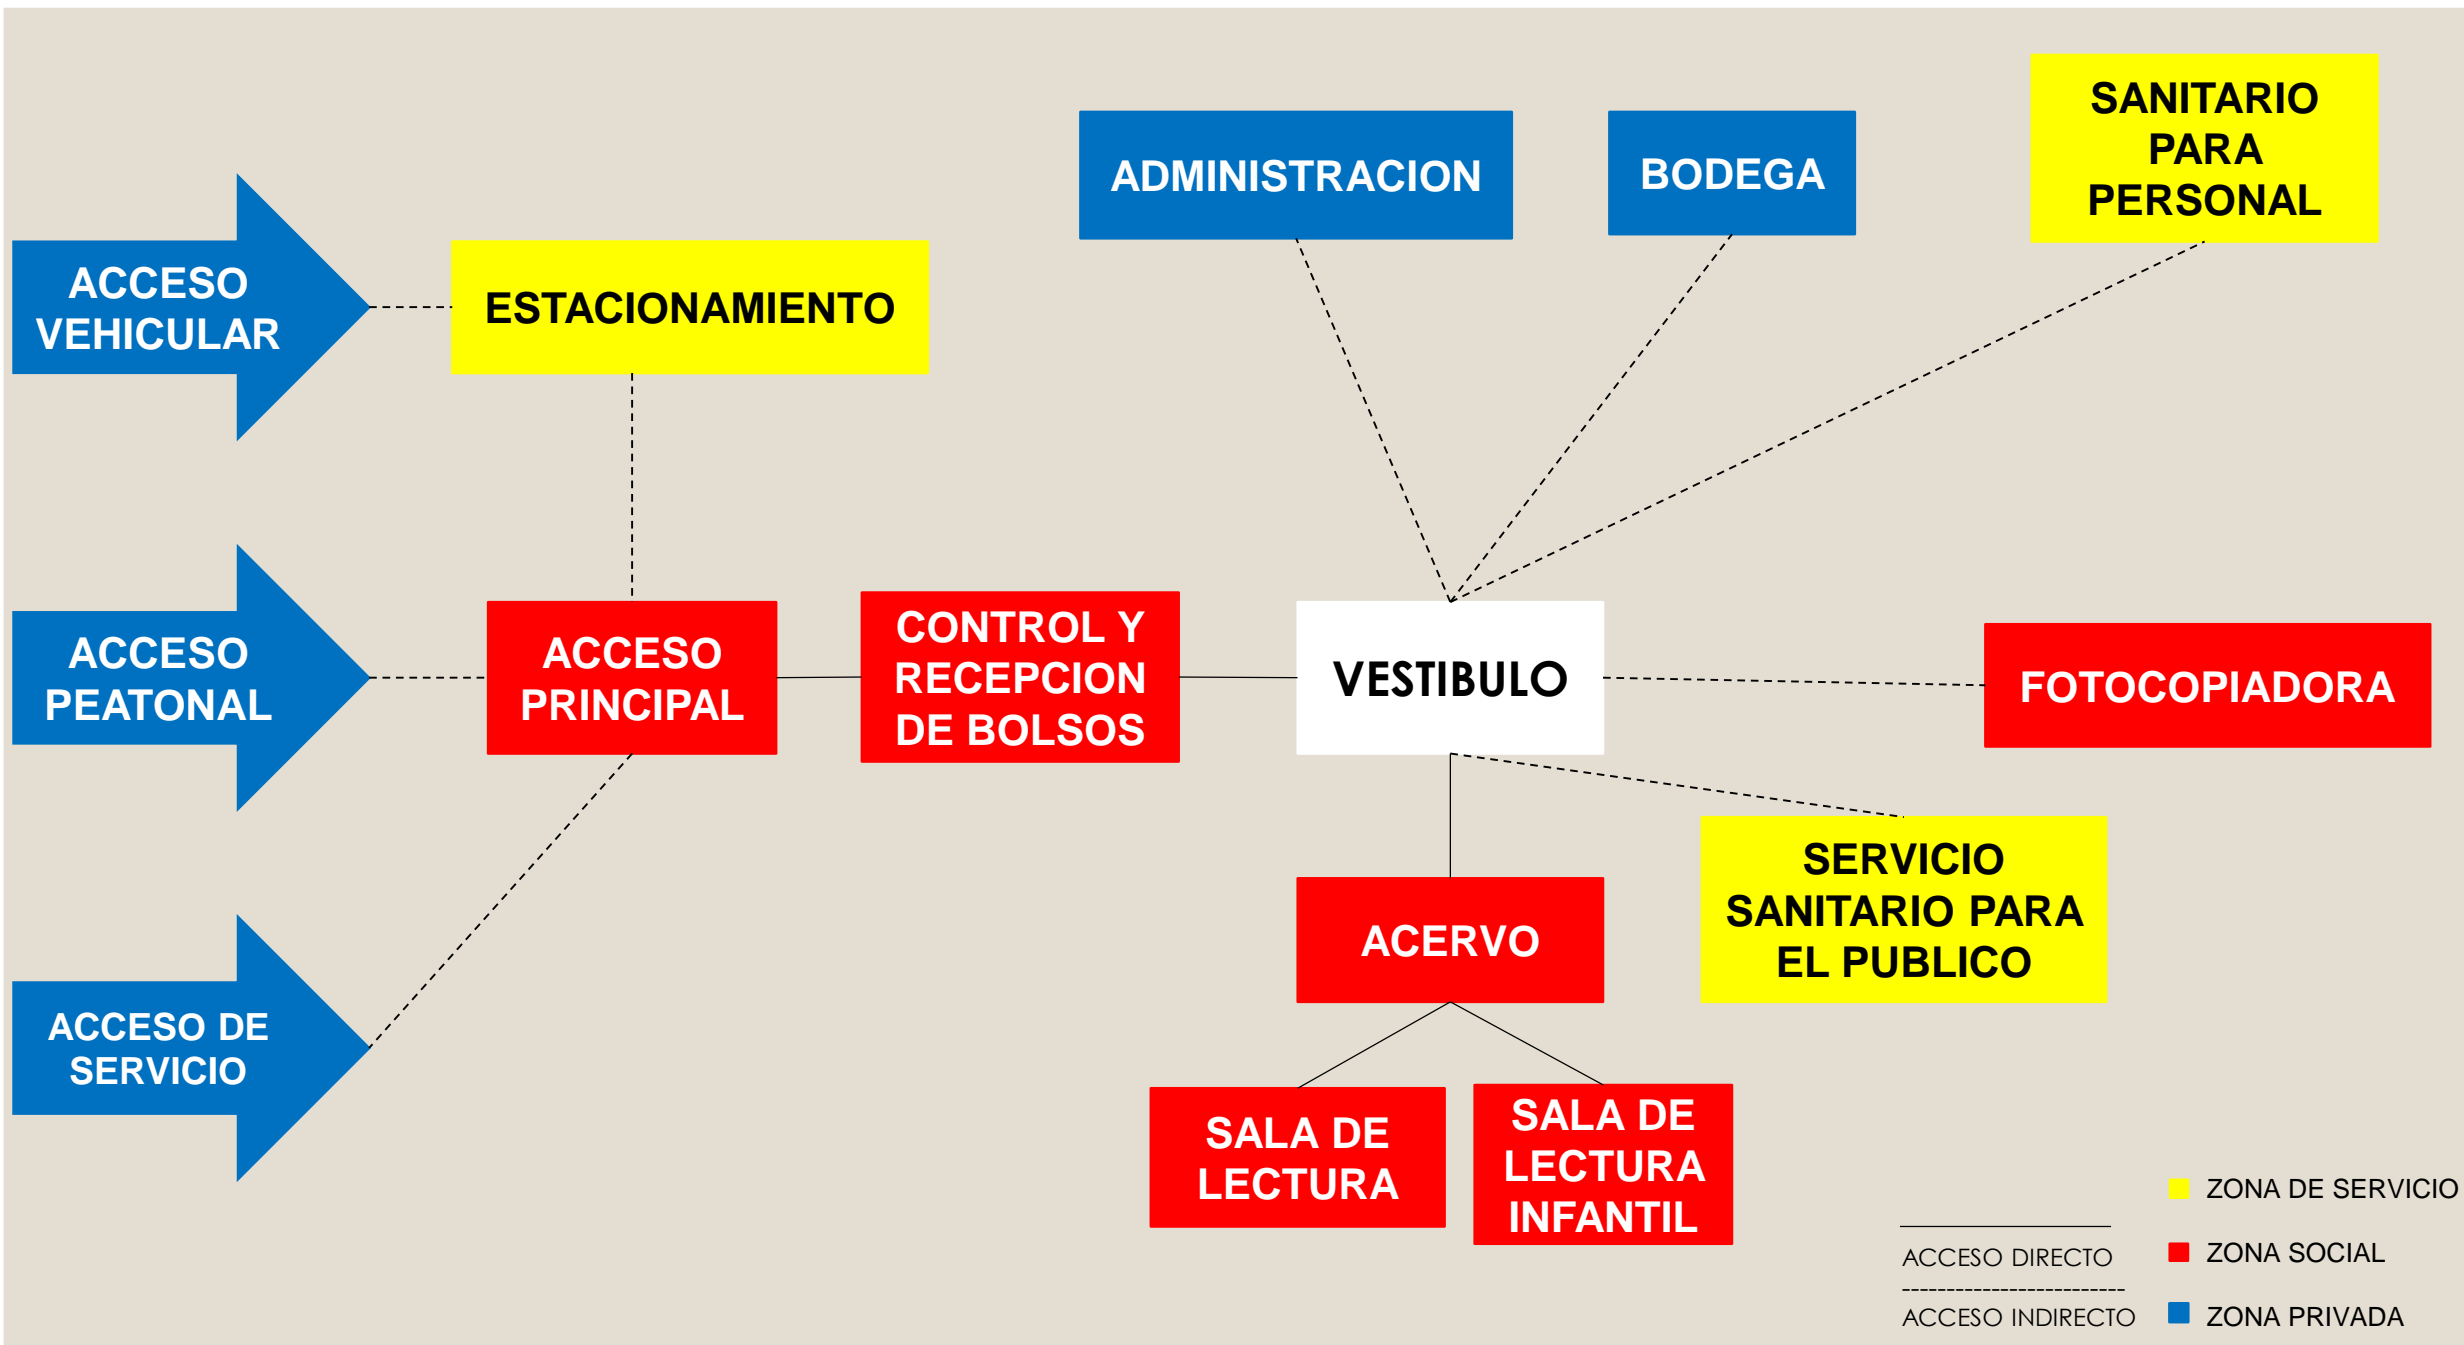 SANITARIO
PARA
PERSONAL
ADMINISTRACION
BODEGA
ACCESO
VEHICULAR
ESTACIONAMIENTO
ACCESO
PEATONAL
ACCESO
PRINCIPAL
CONTROL Y
RECEPCION
DE BOLSOS
VESTIBULO
FOTOCOPIADORA
SERVICIO
SANITARIO PARA
EL PUBLICO
ACERVO
ACCESO DE
SERVICIO
SALA DE
LECTURA
SALA DE
LECTURA
INFANTIL
ZONA DE SERVICIO
ACCESO DIRECTO
ZONA SOCIAL
ACCESO INDIRECTO
ZONA PRIVADA